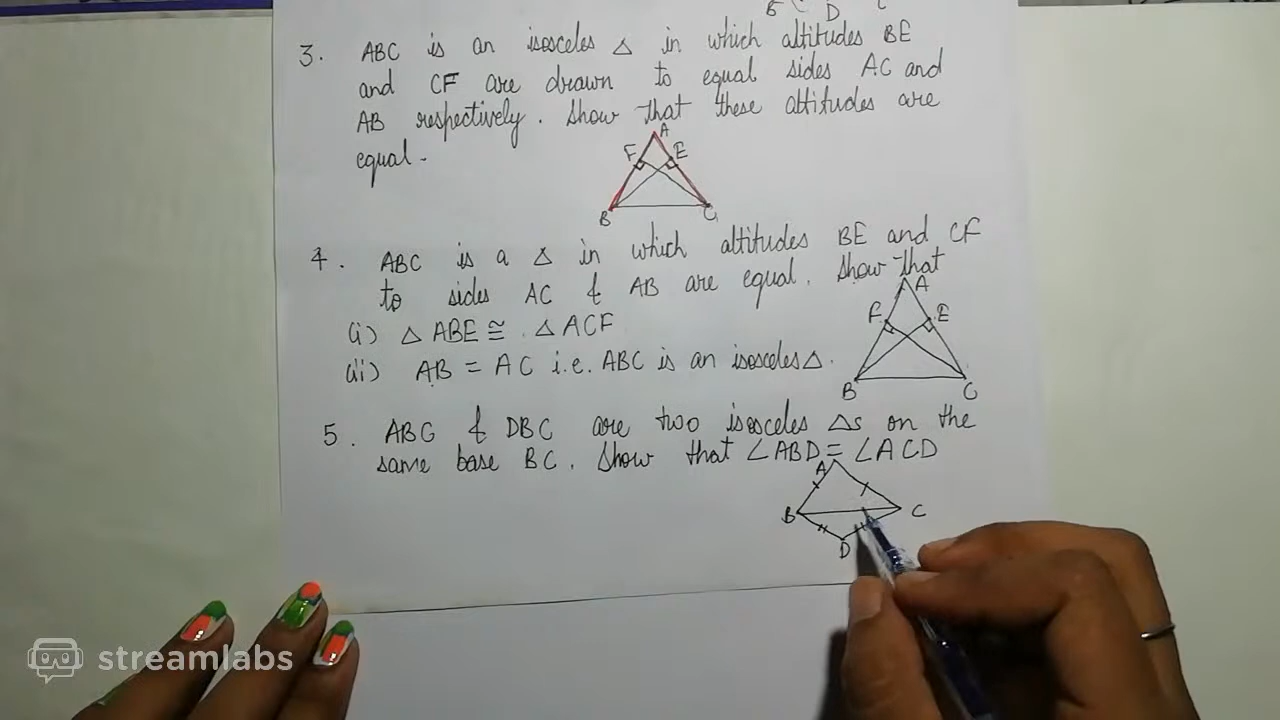 B D C
3. ABC is an isosceles △ in which altitudes BE
and CF are drawn to equal sides AC and
AB respectively. Show that these altitudes are
equal.
A
F E
B C
4. ABC is a △ in which altitudes BE and CF
to sides AC & AB are equal. Show that
(i) △ ABE ≅ △ ACF
(ii) AB = AC i.e. ABC is an isosceles △.
A
F E
B C
5. ABC & DBC are two isosceles △s on the
same base BC. Show that ∠ABD = ∠ACD
A
B C
D
streamlabs